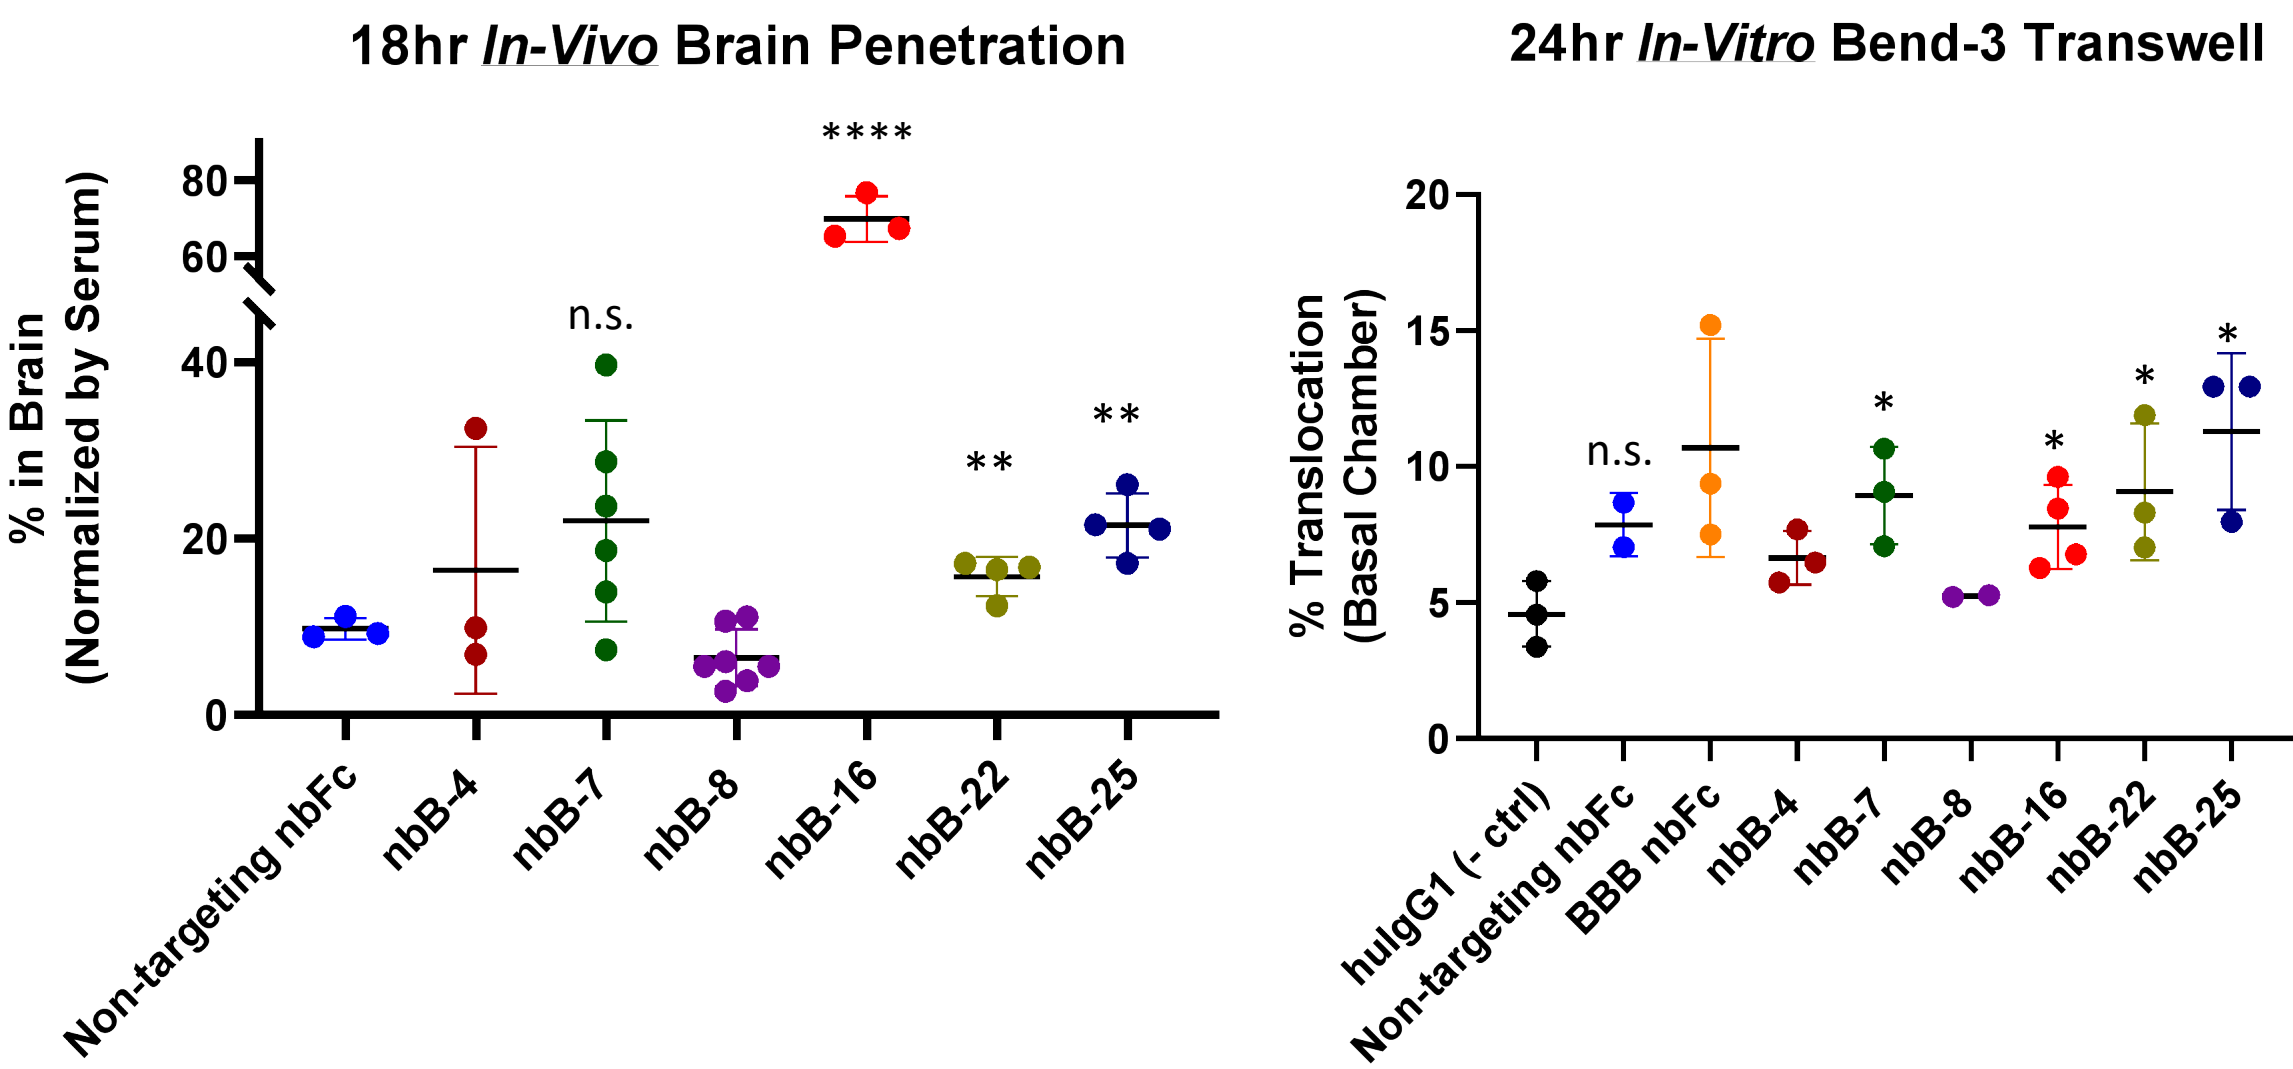 18hr In-Vivo Brain Penetration
% in Brain
(Normalized by Serum)
80
60
40
20
0
n.s.
****
**
**
Non-targeting nbFc
nbB-4
nbB-7
nbB-8
nbB-16
nbB-22
nbB-25
24hr In-Vitro Bend-3 Transwell
% Translocation
(Basal Chamber)
20
15
10
5
0
n.s.
*
*
*
*
huIgG1 (- ctrl)
Non-targeting nbFc
BBB nbFc
nbB-4
nbB-7
nbB-8
nbB-16
nbB-22
nbB-25